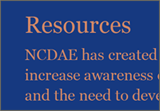 Resources
NCDAE has created
increase awareness
and the need to